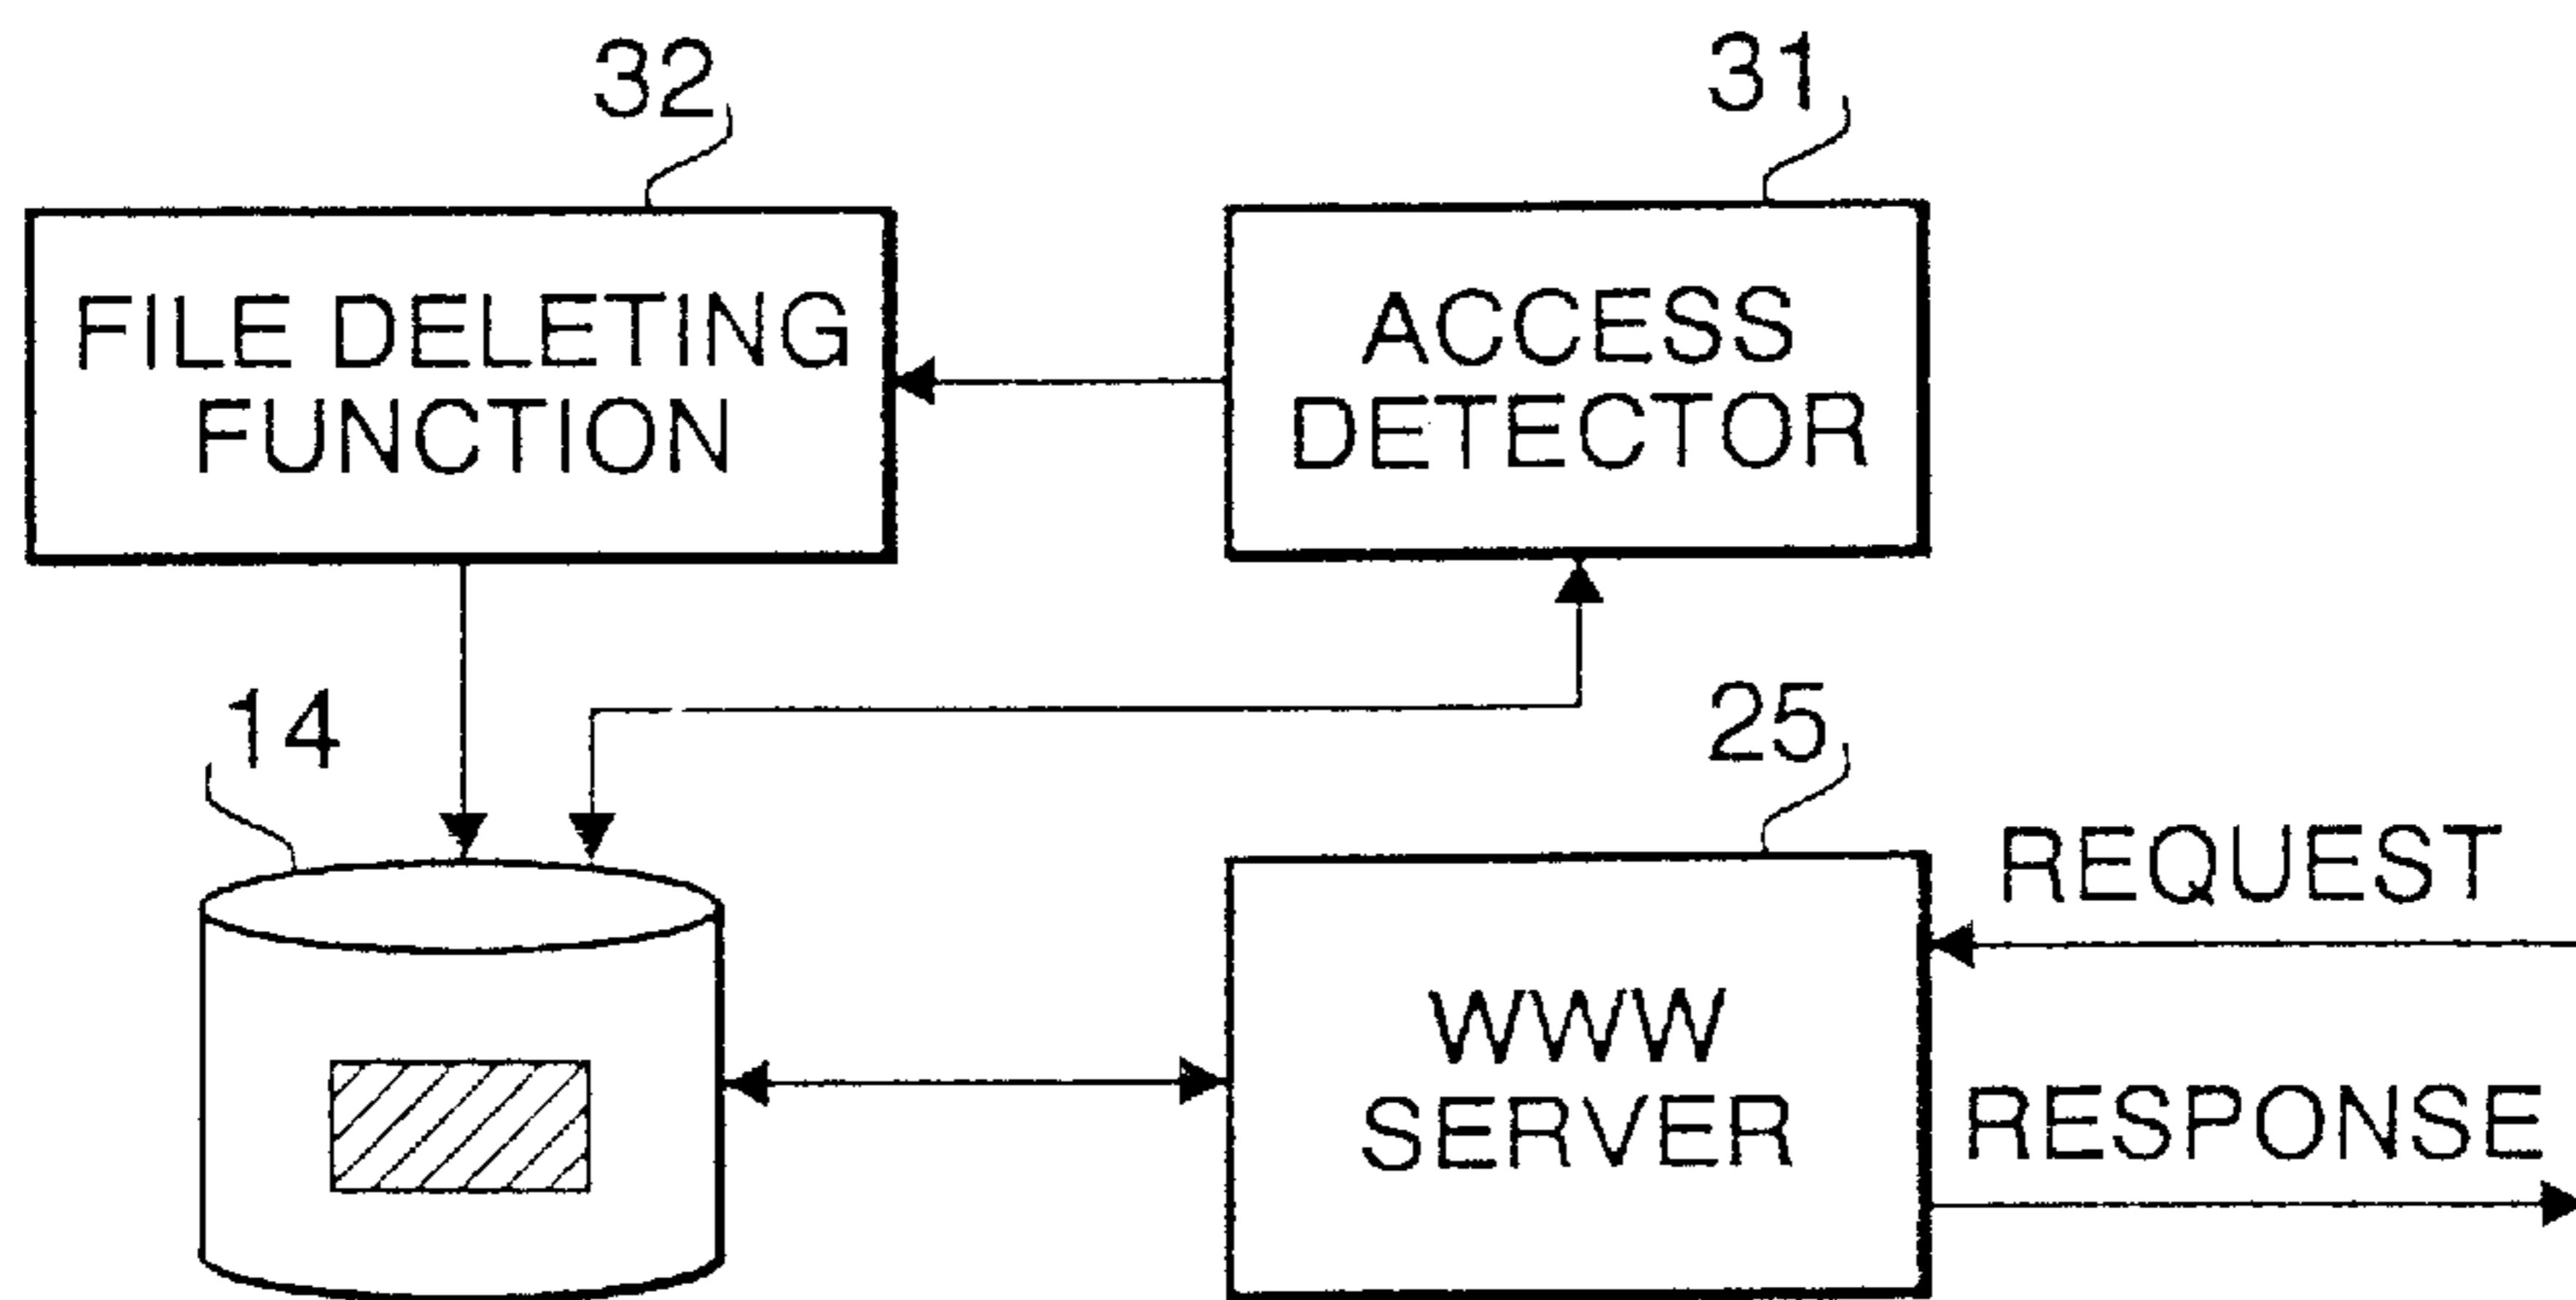 32
31
FILE DELETING
FUNCTION
ACCESS
DETECTOR
14
25
REQUEST
WWW
SERVER
RESPONSE